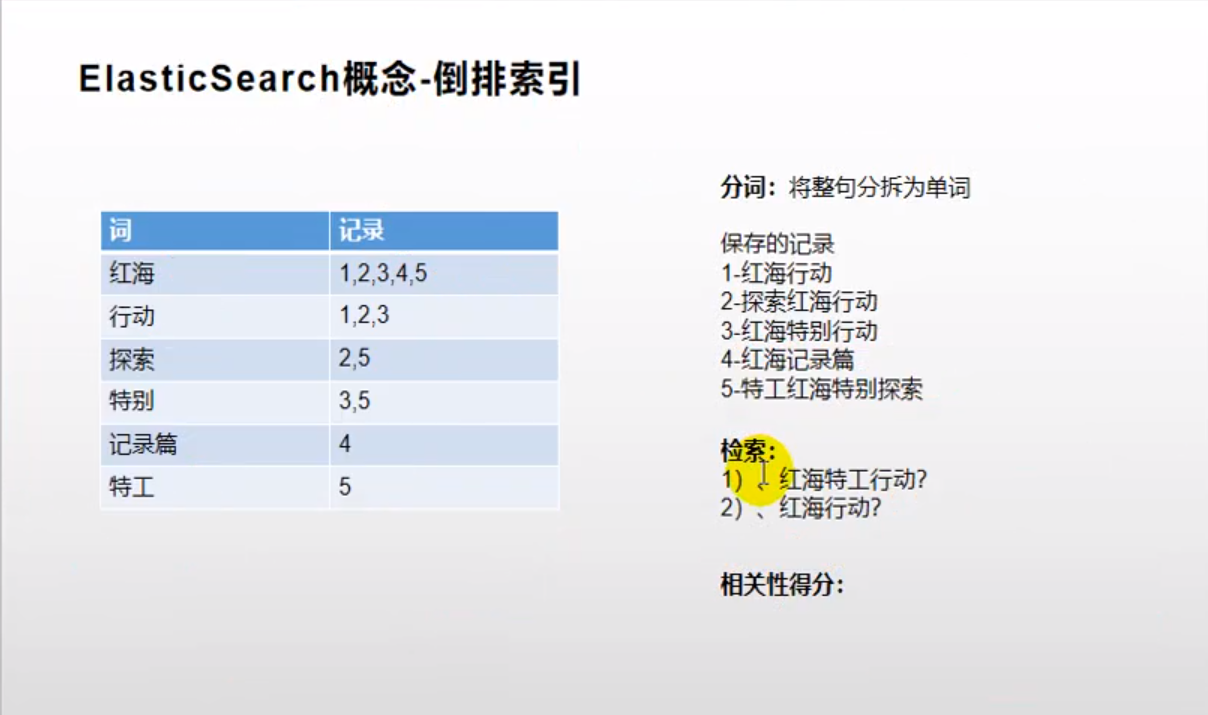 ElasticSearch概念-倒排索引
词 记录
红海 1,2,3,4,5
行动 1,2,3
探索 2,5
特别 3,5
记录篇 4
特工 5
分词：将整句分拆为单词
保存的记录
1-红海行动
2-探索红海行动
3-红海特别行动
4-红海记录篇
5-特工红海特别探索
检索：
1）、红海特工行动？
2）、红海行动？
相关性得分：